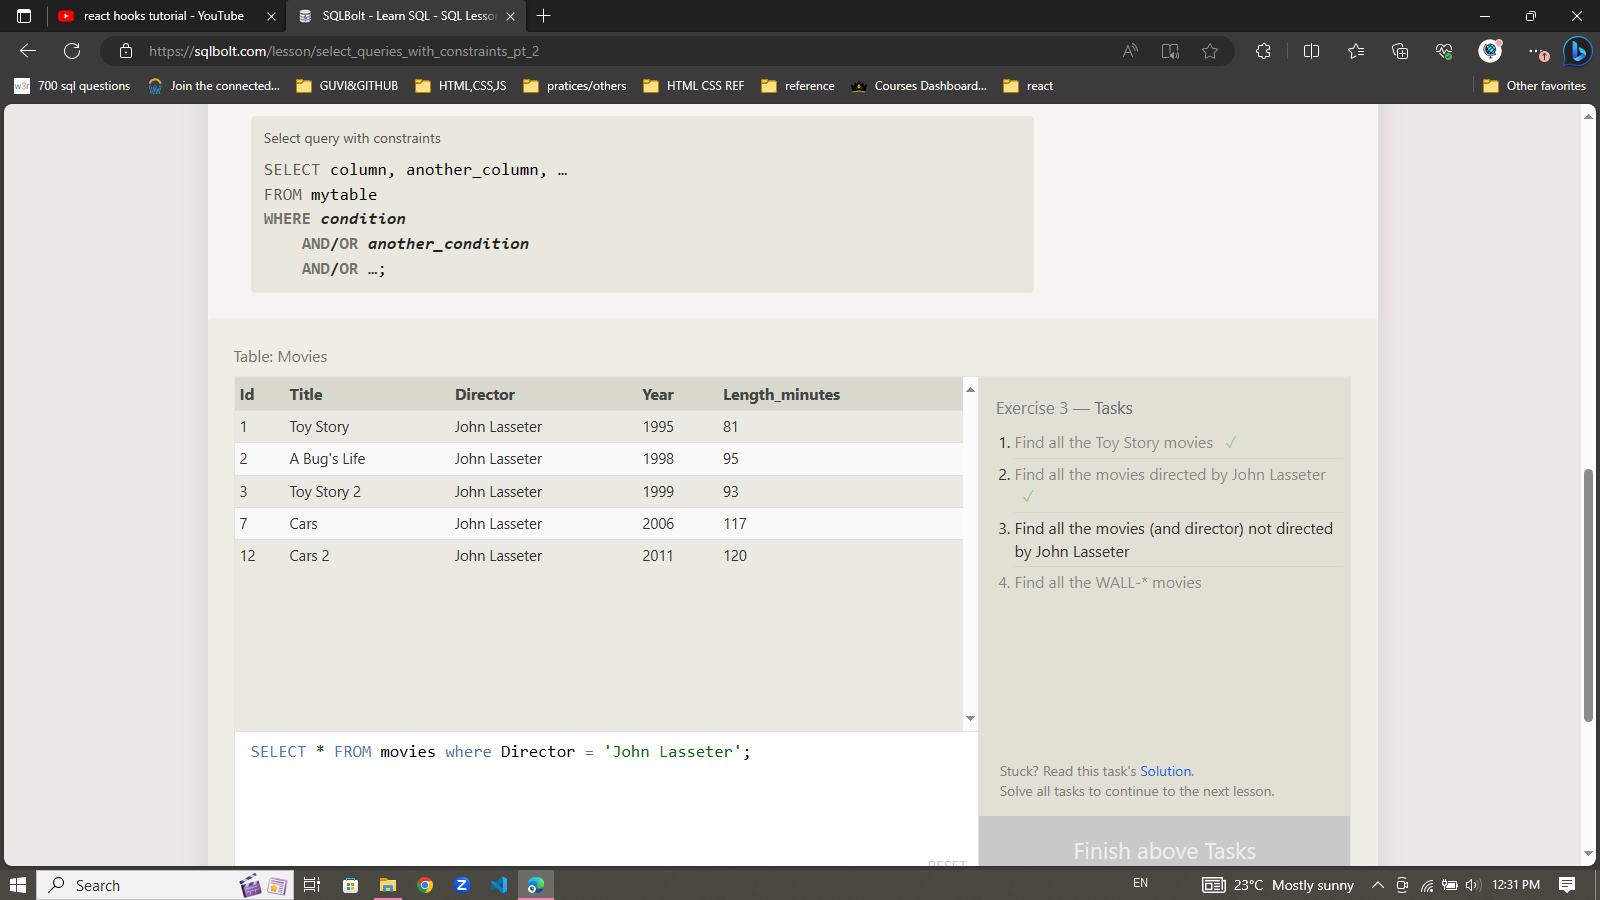 react hooks tutorial - YouTube
SQLBolt - Learn SQL - SQL Lesso
https://sqlbolt.com/lesson/select_queries_with_constraints_pt_2
w3r 700 sql questions
Join the connected...
GUVI&GITHUB
HTML,CSS,JS
pratices/others
HTML CSS REF
reference
Courses Dashboard...
react
Other favorites
Select query with constraints
SELECT column, another_column, …
FROM mytable
WHERE condition
AND/OR another_condition
AND/OR …;
Table: Movies
Id Title Director Year Length_minutes
1 Toy Story John Lasseter 1995 81
2 A Bug's Life John Lasseter 1998 95
3 Toy Story 2 John Lasseter 1999 93
7 Cars John Lasseter 2006 117
12 Cars 2 John Lasseter 2011 120
SELECT * FROM movies where Director = 'John Lasseter';
RESET
Exercise 3 — Tasks
1. Find all the Toy Story movies ✓
2. Find all the movies directed by John Lasseter
✓
3. Find all the movies (and director) not directed
by John Lasseter
4. Find all the WALL-* movies
Stuck? Read this task's Solution.
Solve all tasks to continue to the next lesson.
Finish above Tasks
Search
EN
23°C Mostly sunny
12:31 PM